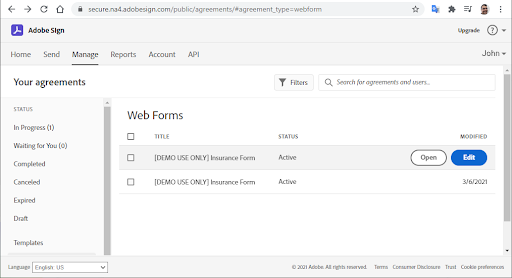 secure.na4.adobesign.com/public/agreements/#agreement_type=webform
Adobe Sign
Upgrade
Home Send Manage Reports Account API
John
Your agreements
Filters
Search for agreements and users..
STATUS
In Progress (1)
Waiting for You (0)
Completed
Canceled
Expired
Draft
Templates
Web Forms
TITLE STATUS MODIFIED
[DEMO USE ONLY] Insurance Form Active Open Edit
[DEMO USE ONLY] Insurance Form Active 3/6/2021
Language English: US
© 2021 Adobe. All rights reserved. Terms Consumer Disclosure Trust Cookie preferences